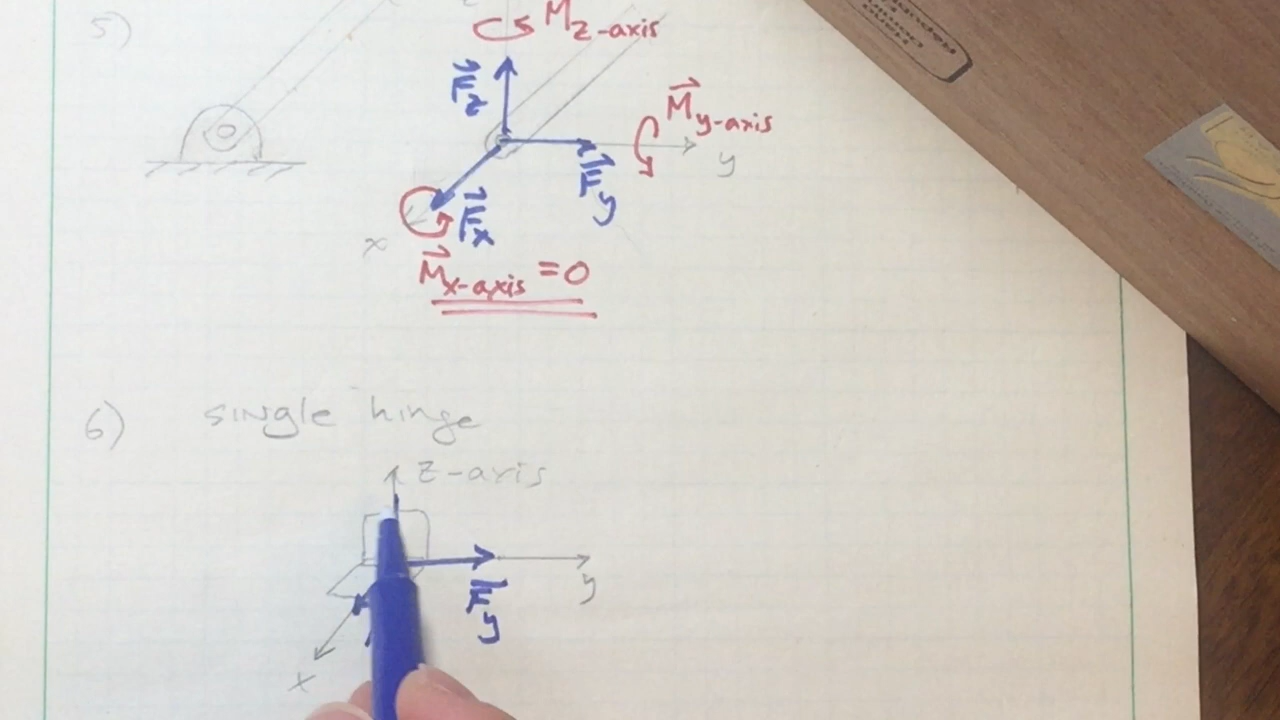 5)
M z-axis
F z
M y-axis
y
F y
F x
x
M x-axis = 0
6) single hinge
z-axis
y
F y
x